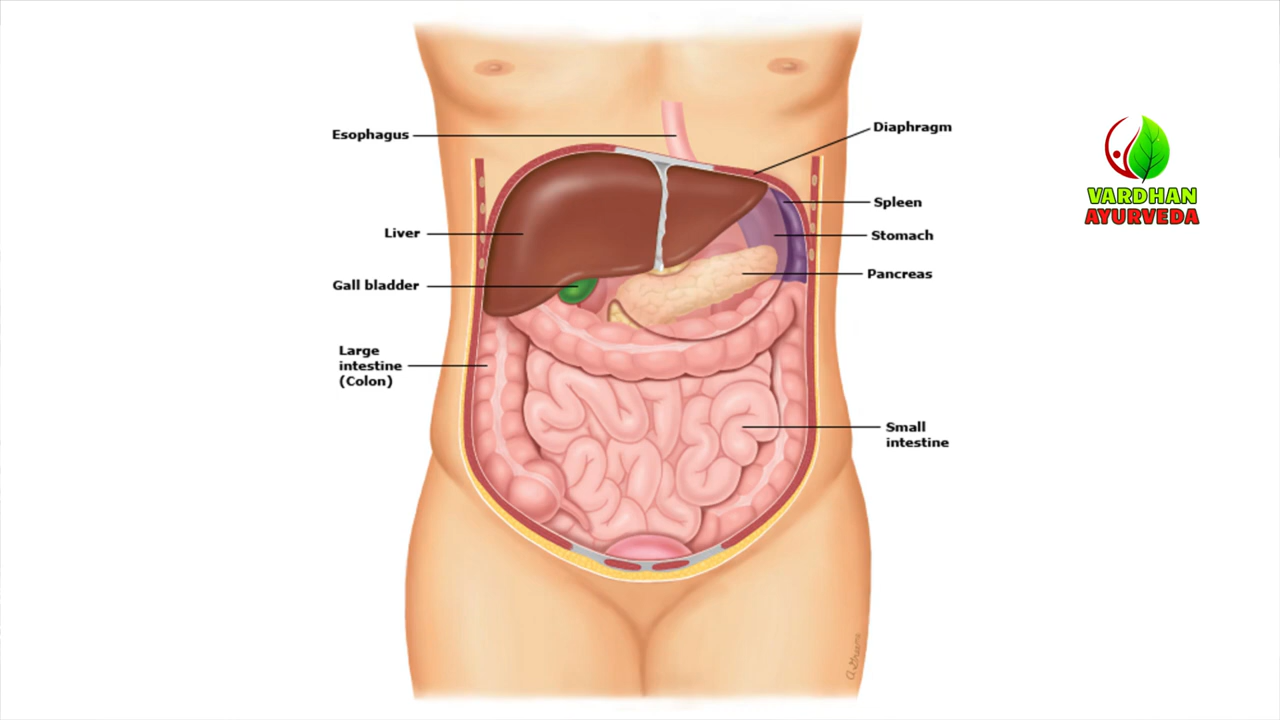 Esophagus
Diaphragm
Spleen
Liver
Stomach
Pancreas
Gall bladder
Large
intestine
(Colon)
Small
intestine
VARDHAN
AYURVEDA